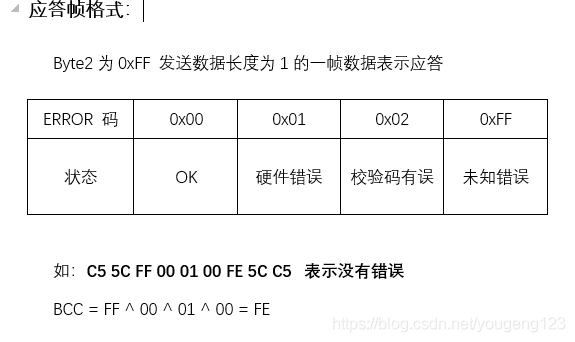 应答帧格式：
Byte2 为 0xFF 发送数据长度为 1 的一帧数据表示应答
ERROR 码 0x00 0x01 0x02 0xFF
状态 OK 硬件错误 校验码有误 未知错误
如：C5 5C FF 00 01 00 FE 5C C5 表示没有错误
BCC = FF ^ 00 ^ 01 ^ 00 = FE
https://blog.csdn.net/yougeng123